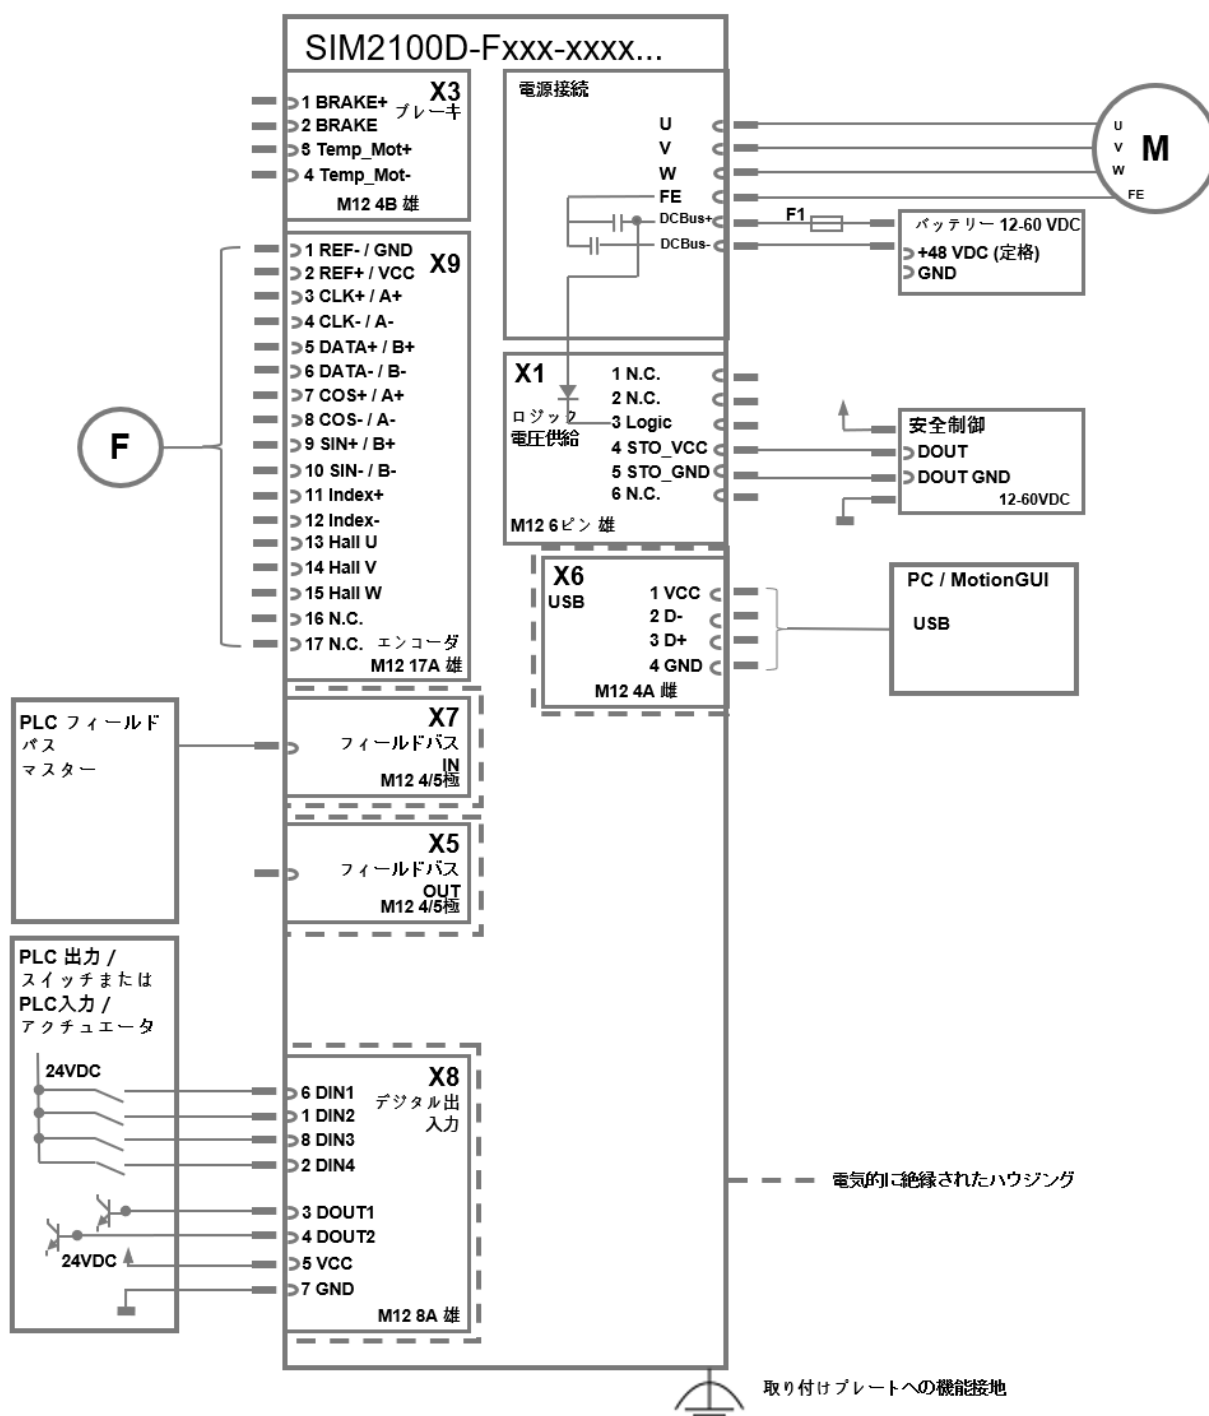 SIM2100D-Fxxx-xxxx...
X3
ブレーキ
1 BRAKE+
2 BRAKE
3 Temp_Mot+
4 Temp_Mot-
M12 4B 雄
X9
1 REF- / GND
2 REF+ / VCC
3 CLK+ / A+
4 CLK- / A-
5 DATA+ / B+
6 DATA- / B-
7 COS+ / A+
8 COS- / A-
9 SIN+ / B+
10 SIN- / B-
11 Index+
12 Index-
13 Hall U
14 Hall V
15 Hall W
16 N.C.
17 N.C.
エンコーダ
M12 17A 雄
F
X7
フィールドバス
IN
M12 4/5極
X5
フィールドバス
OUT
M12 4/5極
PLC フィールド
バス
マスター
PLC 出力 /
スイッチまたは
PLC入力 /
アクチュエータ
24VDC
24VDC
X8
デジタル出
入力
6 DIN1
1 DIN2
8 DIN3
2 DIN4
3 DOUT1
4 DOUT2
5 VCC
7 GND
M12 8A 雄
電源接続
U
V
W
FE
DCBus+
DCBus-
F1
U
V
W
FE
M
バッテリー 12-60 VDC
+48 VDC (定格)
GND
X1
ロジック
電圧供給
1 N.C.
2 N.C.
3 Logic
4 STO_VCC
5 STO_GND
6 N.C.
M12 6ピン 雄
安全制御
DOUT
DOUT GND
12-60VDC
X6
USB
1 VCC
2 D-
3 D+
4 GND
M12 4A 雌
PC / MotionGUI
USB
電気的に絶縁されたハウジング
取り付けプレートへの機能接地